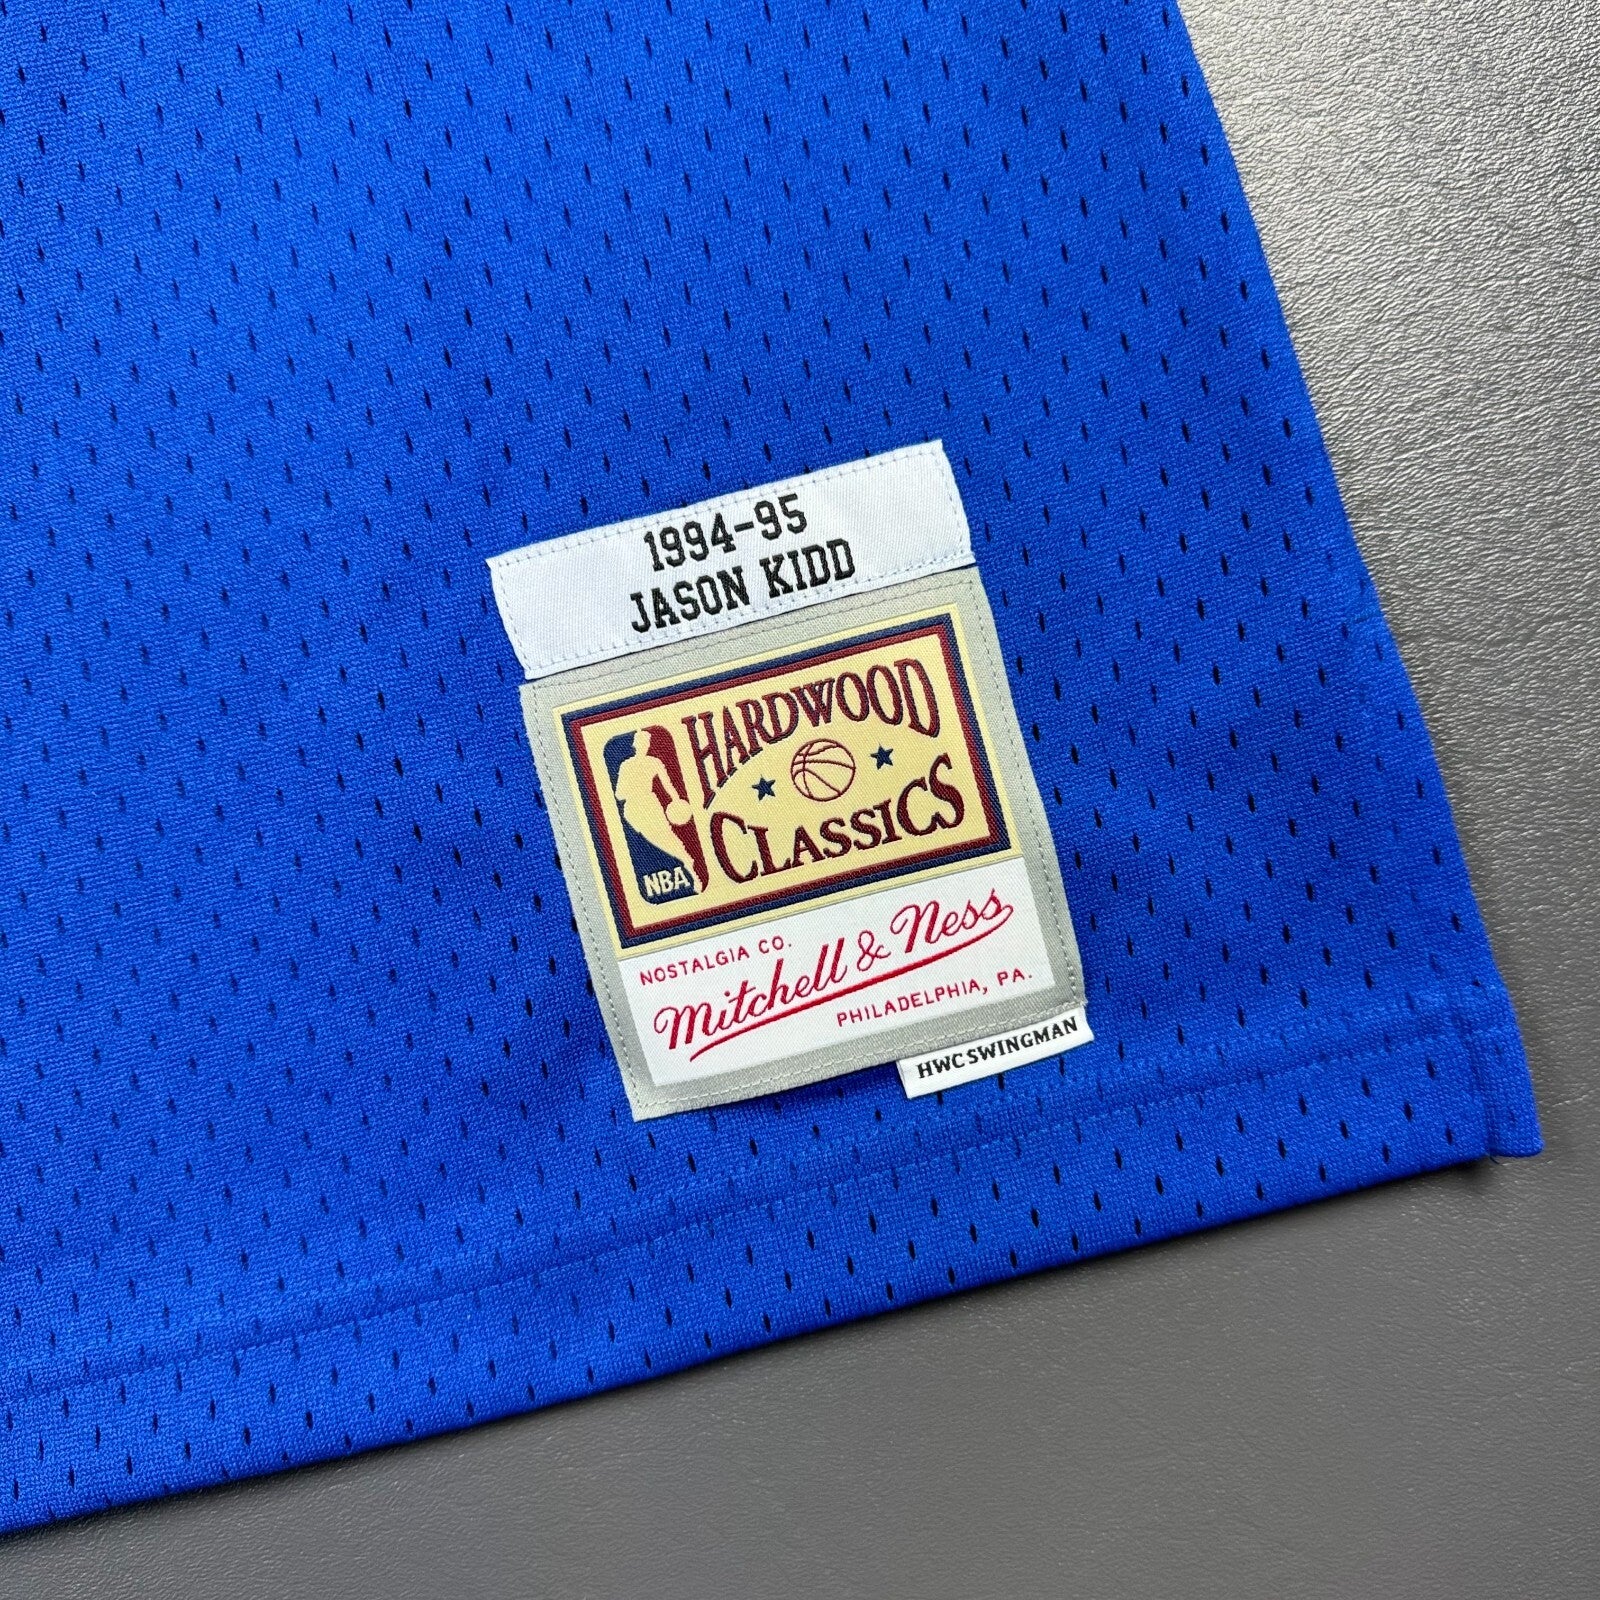 1994-95
JASON KIDD
HARDWOOD
CLASSICS
NBA
NOSTALGIA CO.
Mitchell & Ness
PHILADELPHIA, PA.
HWC SWINGMAN